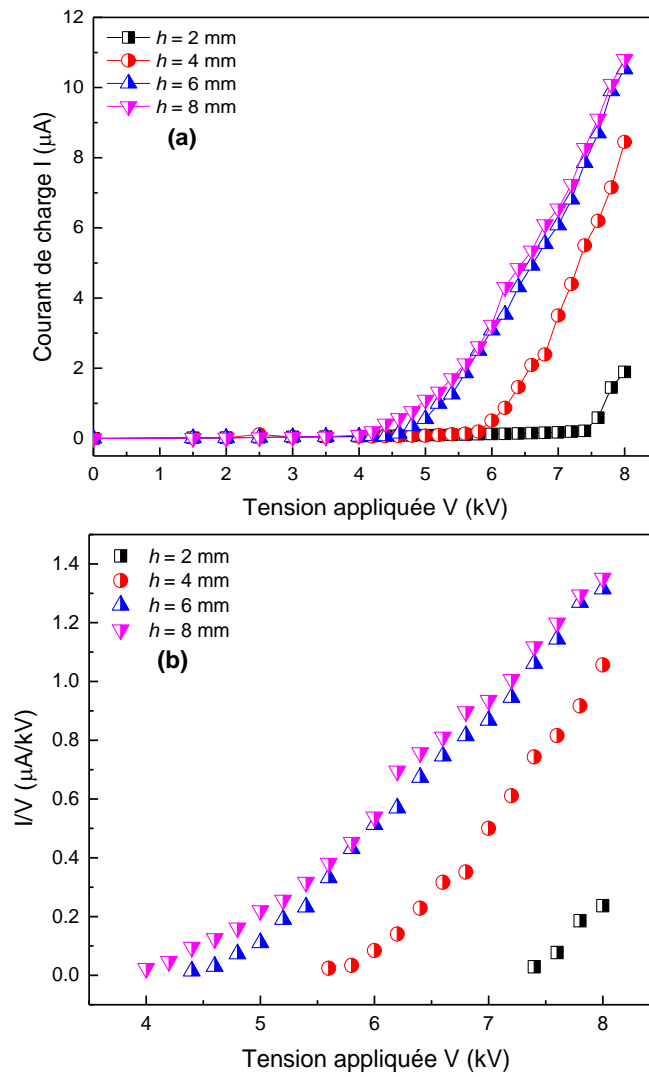 12
10
8
6
4
2
0
Courant de charge I (μA)
h = 2 mm
h = 4 mm
h = 6 mm
h = 8 mm
(a)
0 1 2 3 4 5 6 7 8
Tension appliquée V (kV)
1.4
1.2
1.0
0.8
0.6
0.4
0.2
0.0
I/V (μA/kV)
h = 2 mm
h = 4 mm
h = 6 mm
h = 8 mm
(b)
4 5 6 7 8
Tension appliquée V (kV)